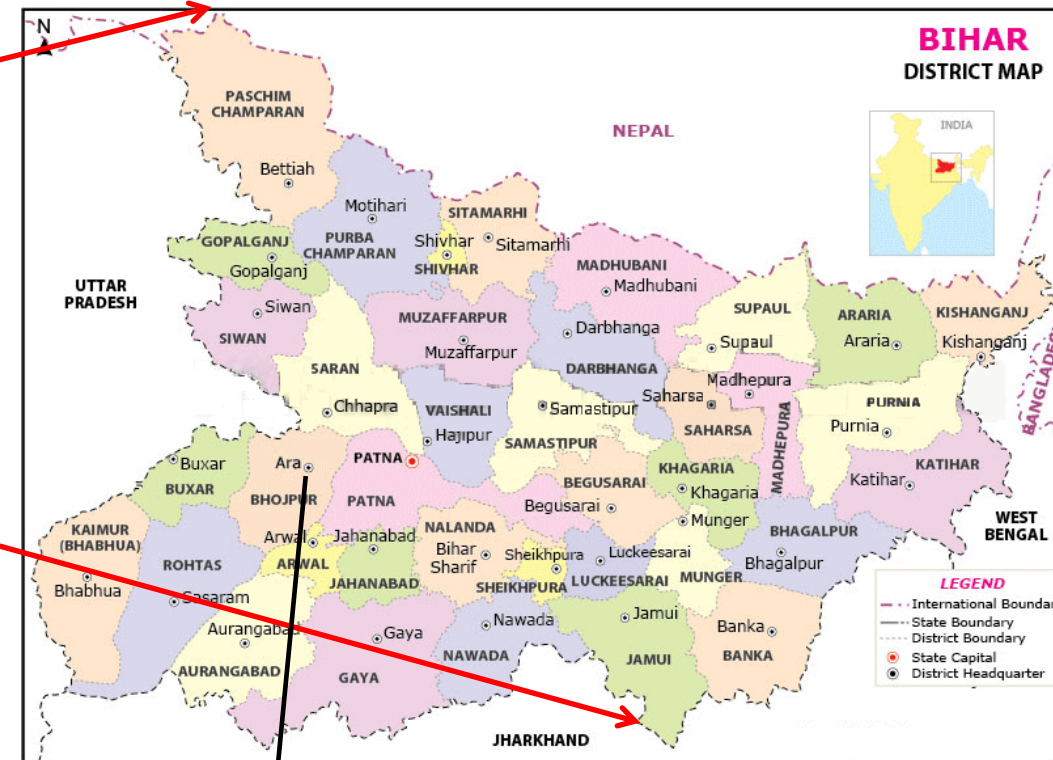 N
BIHAR
DISTRICT MAP
INDIA
NEPAL
PASCHIM
CHAMPARAN
Bettiah
Motihari
PURBA
CHAMPARAN
SITAMARHI
Sitamarhi
Shivhar
SHIVHAR
GOPALGANJ
Gopalganj
UTTAR
PRADESH
MADHUBANI
Madhubani
Siwan
SIWAN
MUZAFFARPUR
Muzaffarpur
Darbhanga
DARBHANGA
SUPAUL
Supaul
ARARIA
Araria
KISHANGANJ
Kishanganj
BANGLADES
SARAN
Chhapra
VAISHALI
Hajipur
Samastipur
SAMASTIPUR
Saharsa
SAHARSA
Madhepura
MADHEPURA
PURNIA
Purnia
KATIHAR
Katihar
Buxar
BUXAR
Ara
BHOJPUR
PATNA
PATNA
BEGUSARAI
Begusarai
KHAGARIA
Khagaria
Munger
MUNGER
BHAGALPUR
Bhagalpur
WEST
BENGAL
KAIMUR
(BHABHUA)
Bhabhua
ROHTAS
Sasaram
Arwal
ARWAL
Jahanabad
JAHANABAD
NALANDA
Bihar
Sharif
Sheikhpura
SHEIKHPURA
Luckeesarai
LUCKEESARAI
Aurangabad
AURANGABAD
Gaya
GAYA
Nawada
NAWADA
Jamui
JAMUI
Banka
BANKA
JHARKHAND
LEGEND
International Boundar
State Boundary
District Boundary
State Capital
District Headquarter